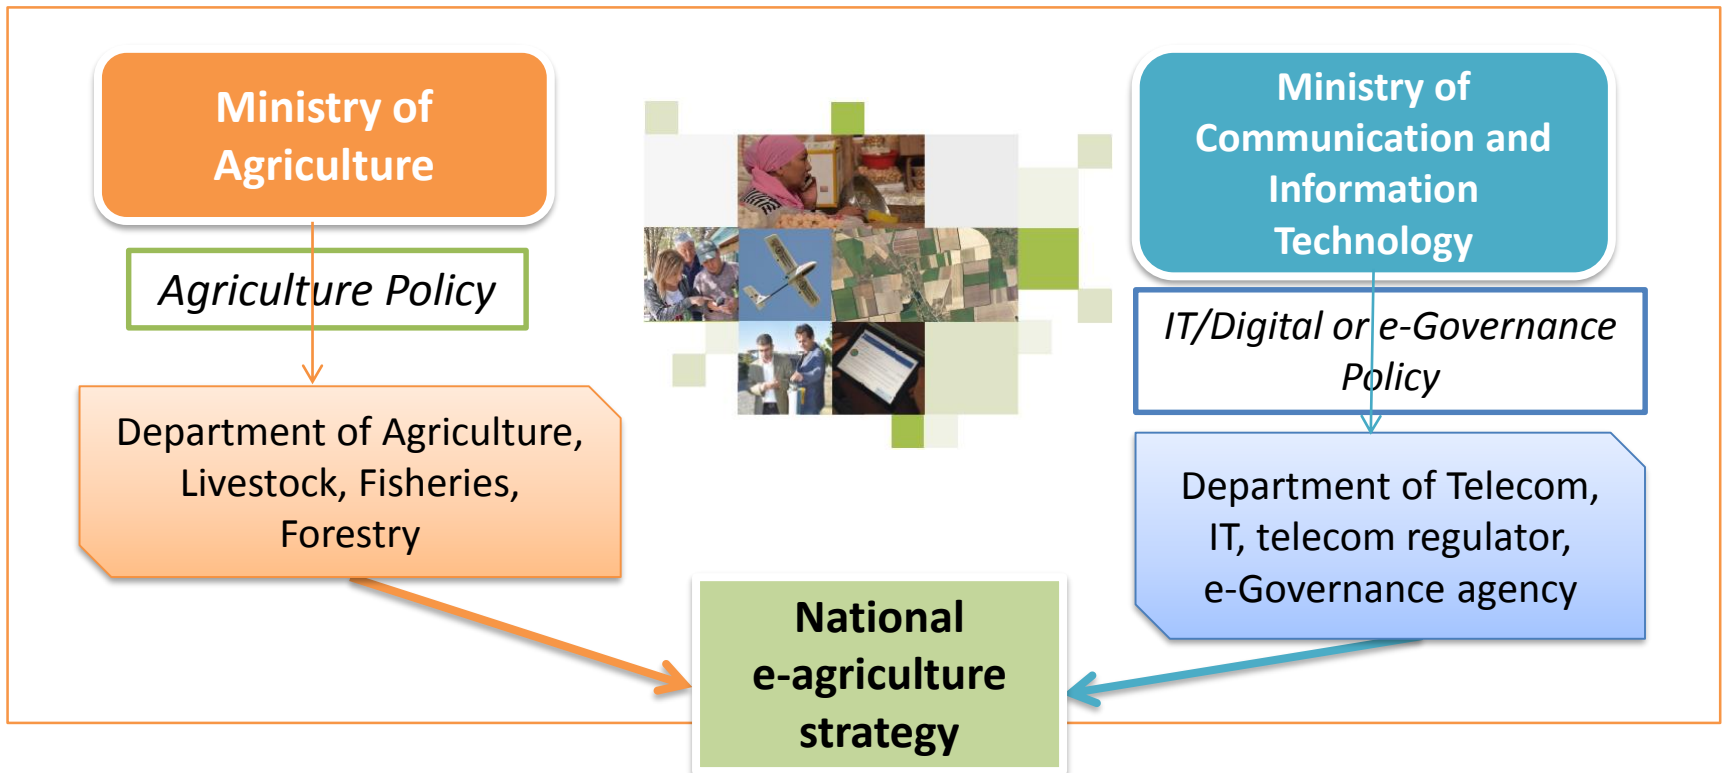 Ministry of
Agriculture
Agriculture Policy
Department of Agriculture,
Livestock, Fisheries,
Forestry
Ministry of
Communication and
Information
Technology
IT/Digital or e-Governance
Policy
Department of Telecom,
IT, telecom regulator,
e-Governance agency
National
e-agriculture
strategy